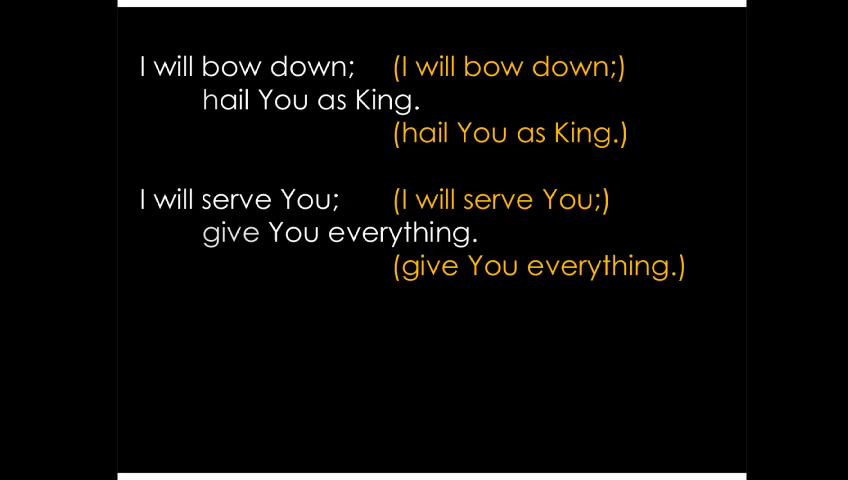 I will bow down; (I will bow down;)
hail You as King.
(hail You as King.)
I will serve You; (I will serve You;)
give You everything.
(give You everything.)